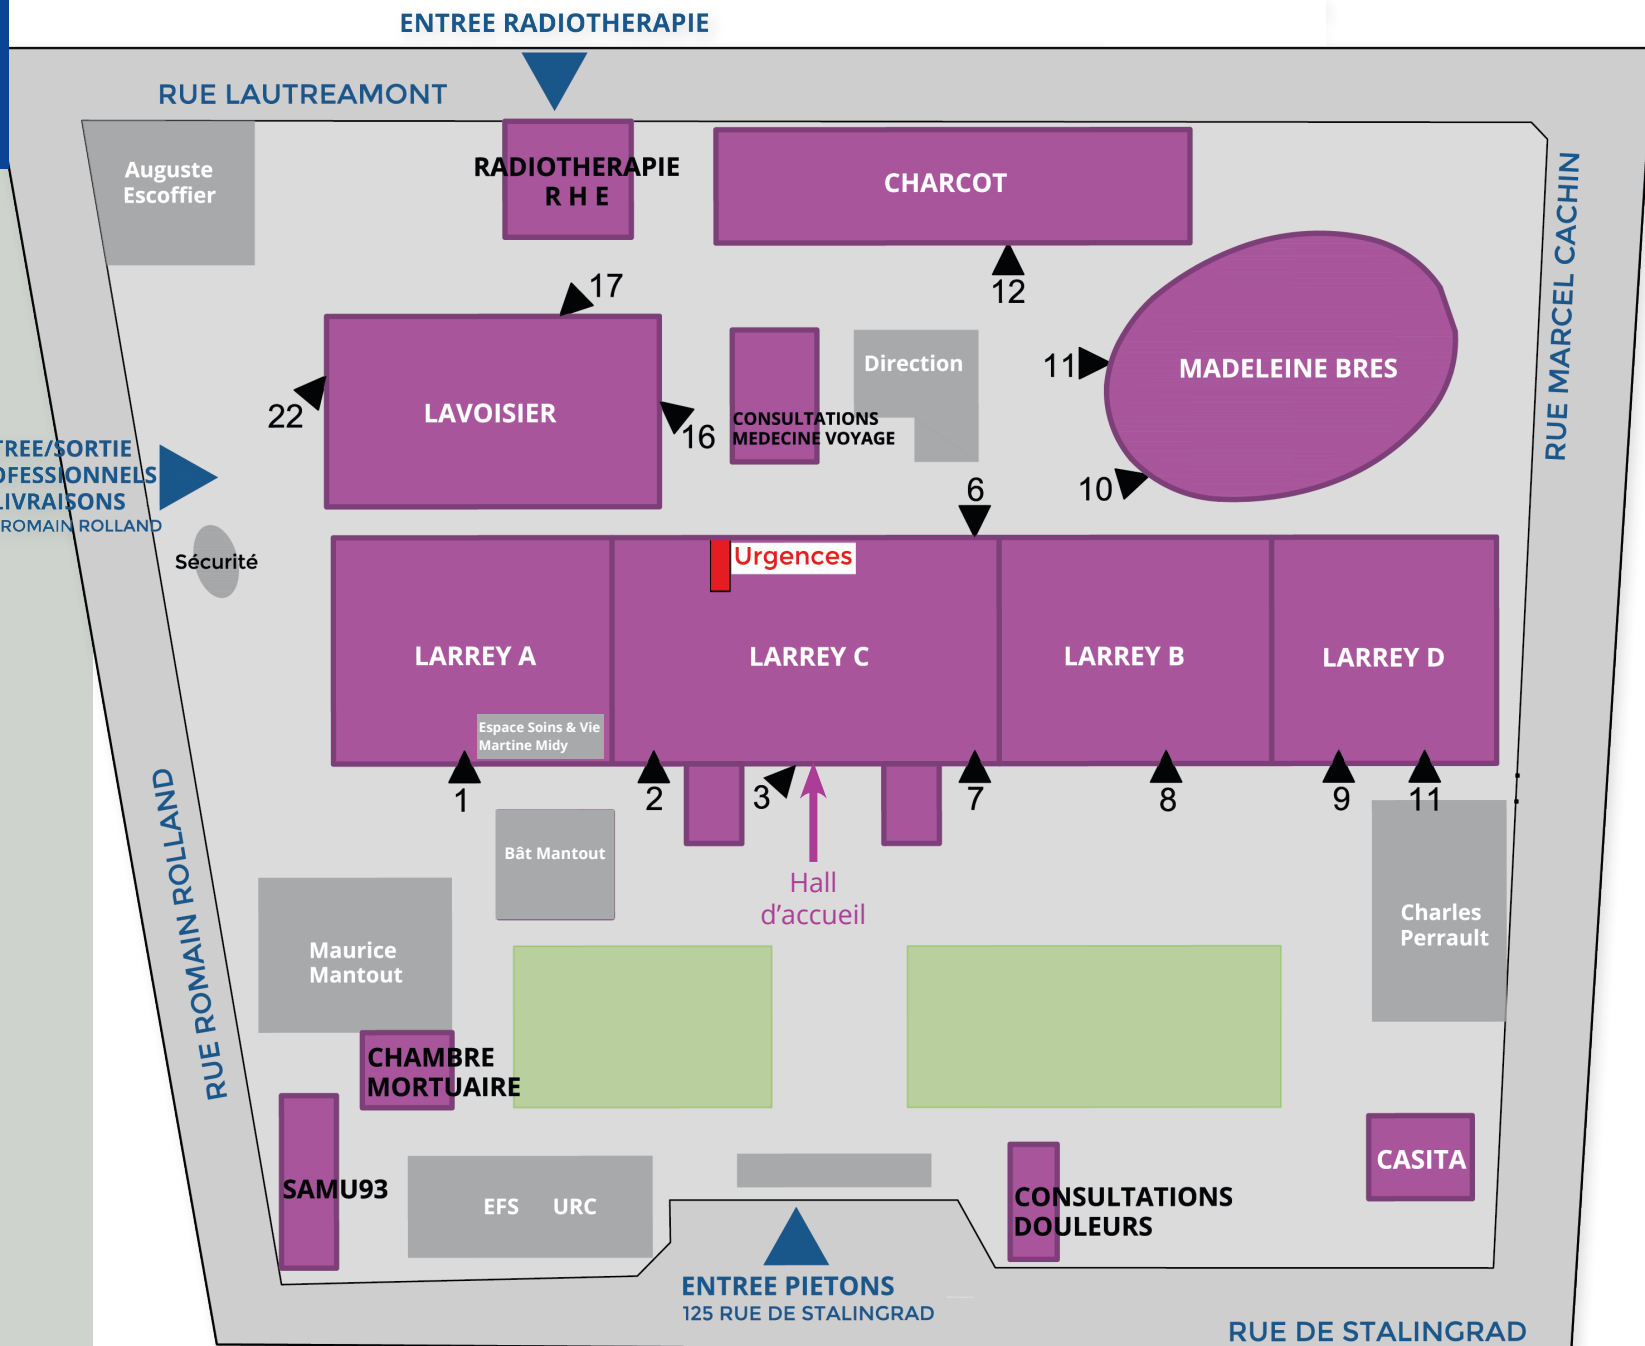 ENTREE RADIOTHERAPIE
RUE LAUTREAMONT
Auguste
Escoffier
RADIOTHERAPIE
R H E
CHARCOT
12
RUE MARCEL CACHIN
17
22
LAVOISIER
16
CONSULTATIONS
MEDECINE VOYAGE
Direction
11
MADELEINE BRES
10
6
TREE/SORTIE
OFESSIONNELS
LIVRAISONS
ROMAIN ROLLAND
Sécurité
Urgences
LARREY A
LARREY C
LARREY B
LARREY D
Espace Soins & Vie
Martine Midy
1
2
3
7
8
9
11
Hall
d’accueil
Bât Mantout
RUE ROMAIN ROLLAND
Maurice
Mantout
Charles
Perrault
CHAMBRE
MORTUAIRE
SAMU93
EFS URC
CONSULTATIONS
DOULEURS
CASITA
ENTREE PIETONS
125 RUE DE STALINGRAD
RUE DE STALINGRAD